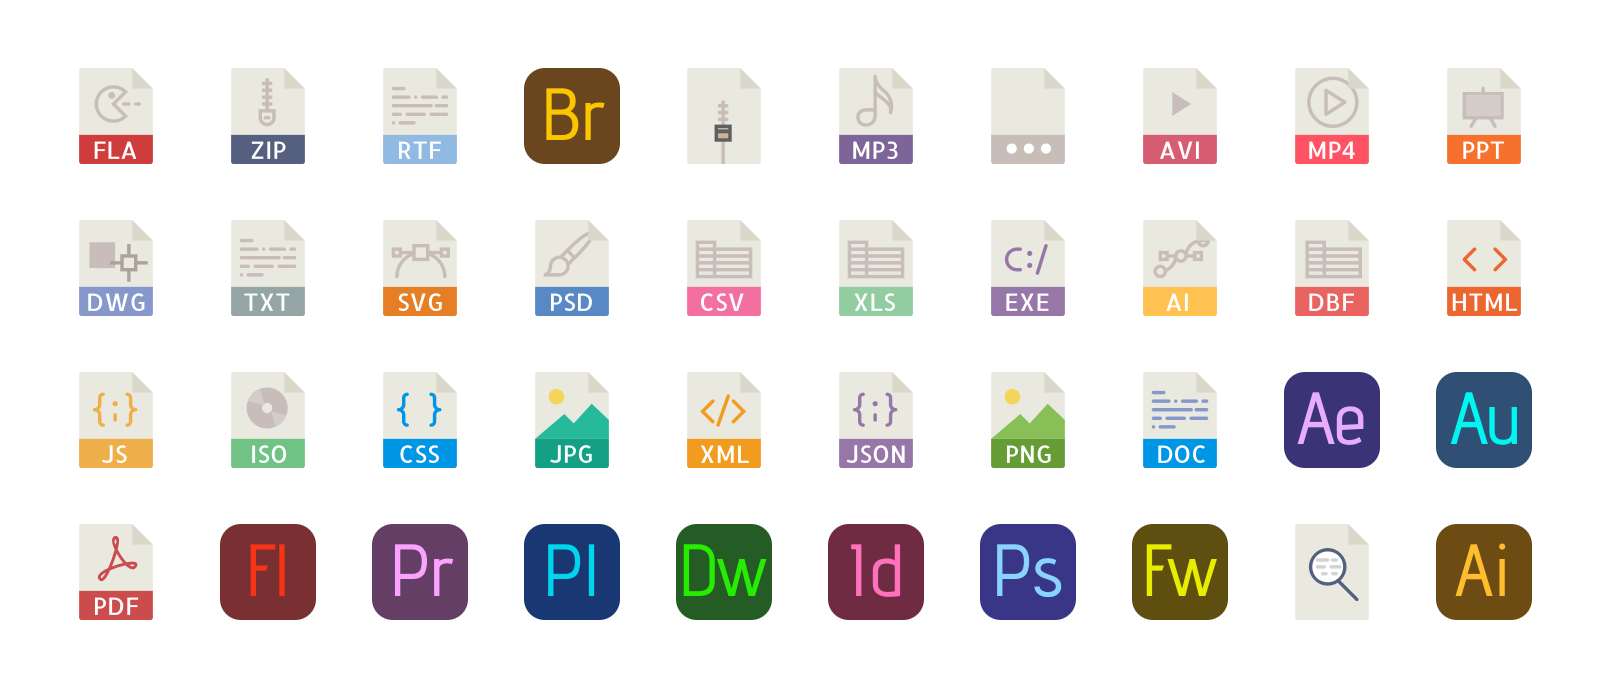 FLA ZIP RTF Br MP3 AVI MP4 PPT
DWG TXT SVG PSD CSV XLS C:/ EXE AI DBF < > HTML
{;} JS ISO { } CSS JPG </> XML {;} JSON PNG DOC Ae Au
PDF Fl Pr Pl Dw Id Ps Fw Ai